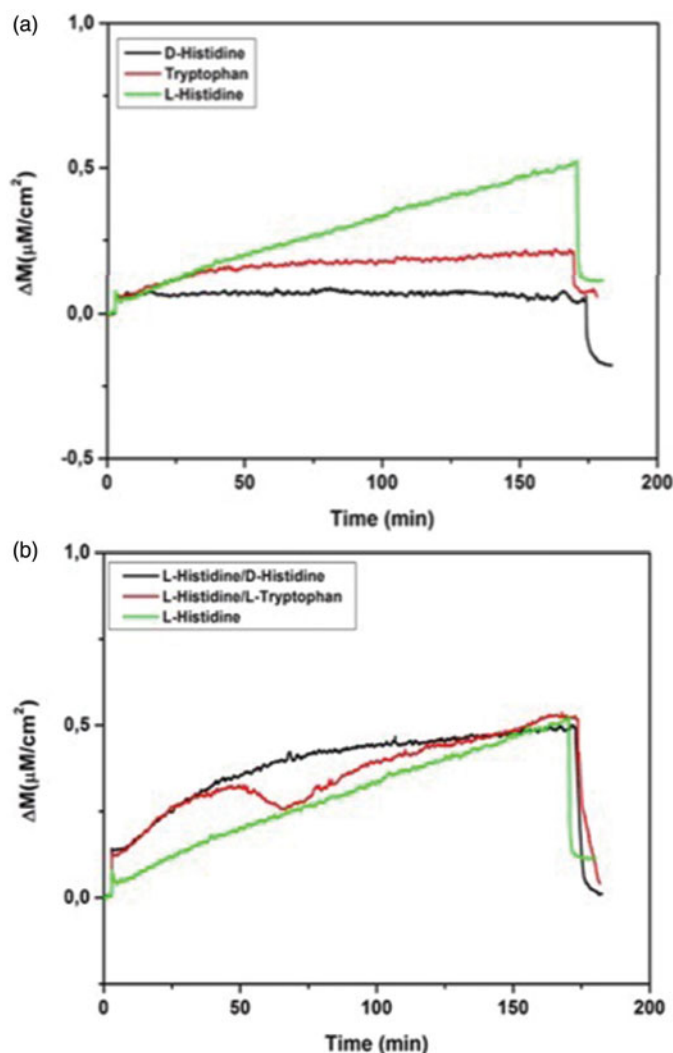 (a)
1,0
D-Histidine
Tryptophan
L-Histidine
0,5
ΔM(µM/cm²)
0,0
-0,5
0 50 100 150 200
Time (min)
(b)
1,0
L-Histidine/D-Histidine
L-Histidine/L-Tryptophan
L-Histidine
0,5
ΔM(µM/cm²)
0,0
0 50 100 150 200
Time (min)